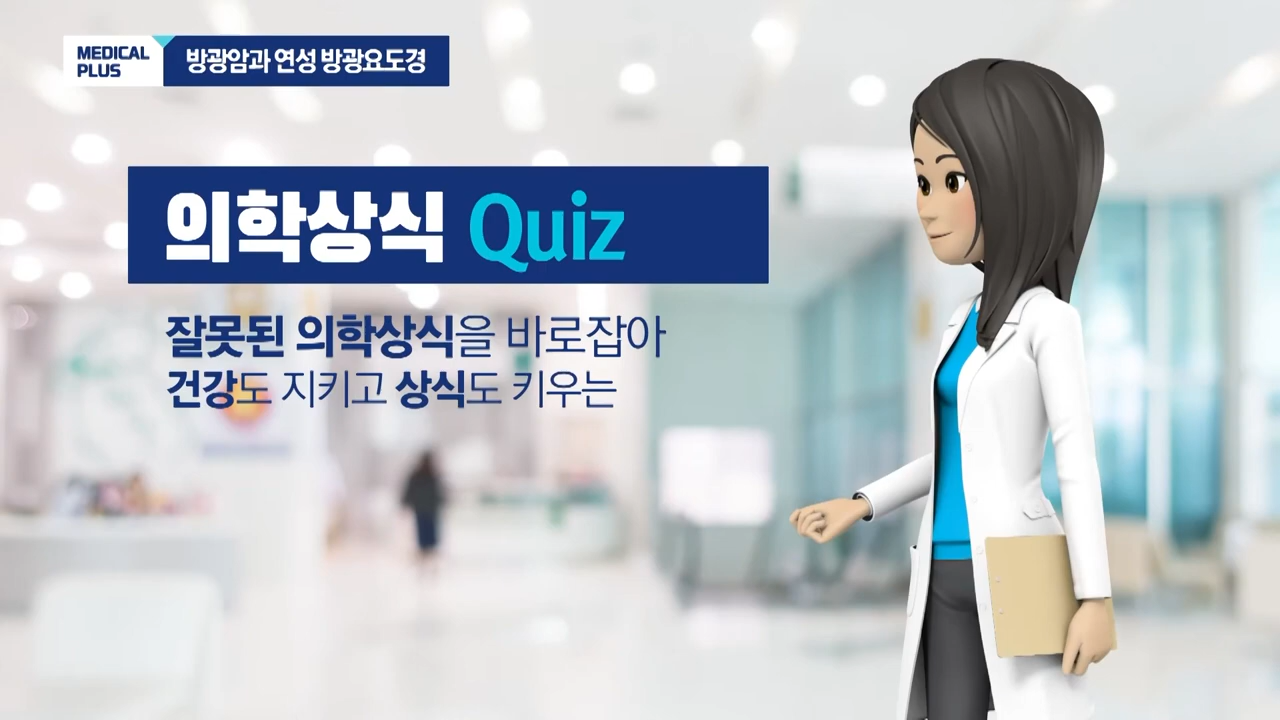 MEDICAL
PLUS
방광암과 연성 방광요도경
의학상식 Quiz
잘못된 의학상식을 바로잡아
건강도 지키고 상식도 키우는